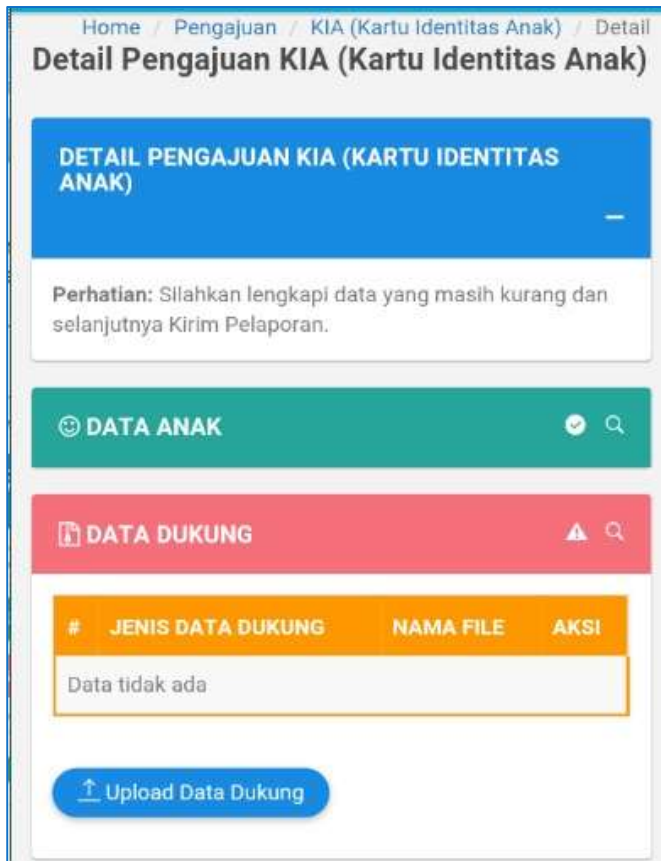 Home / Pengajuan / KIA (Kartu Identitas Anak) / Detail
Detail Pengajuan KIA (Kartu Identitas Anak)
DETAIL PENGAJUAN KIA (KARTU IDENTITAS
ANAK)
Perhatian: Silahkan lengkapi data yang masih kurang dan
selanjutnya Kirim Pelaporan.
DATA ANAK
DATA DUKUNG
# JENIS DATA DUKUNG NAMA FILE AKSI
Data tidak ada
Upload Data Dukung